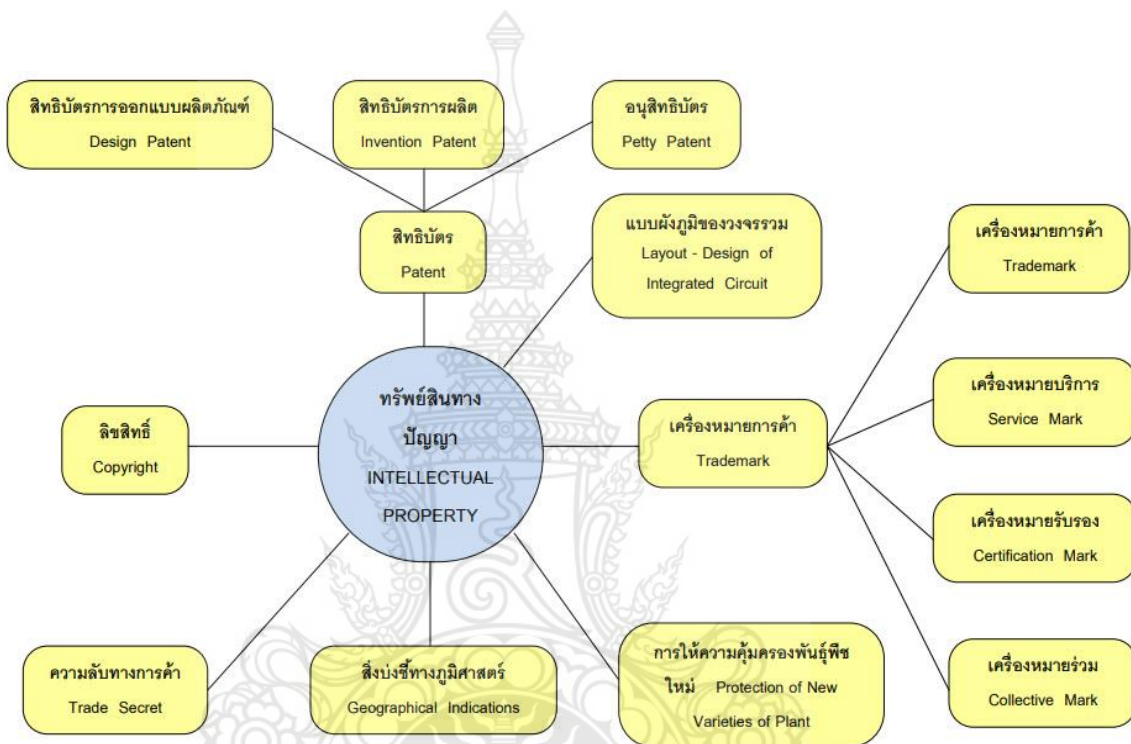 สิทธิบัตรการออกแบบผลิตภัณฑ์
Design Patent
สิทธิบัตรการผลิต
Invention Patent
อนุสิทธิบัตร
Petty Patent
สิทธิบัตร
Patent
แบบผังภูมิของวงจรรวม
Layout - Design of
Integrated Circuit
เครื่องหมายการค้า
Trademark
ทรัพย์สินทาง
ปัญญา
INTELLECTUAL
PROPERTY
ลิขสิทธิ์
Copyright
เครื่องหมายการค้า
Trademark
เครื่องหมายบริการ
Service Mark
เครื่องหมายรับรอง
Certification Mark
ความลับทางการค้า
Trade Secret
สิ่งบ่งชี้ทางภูมิศาสตร์
Geographical Indications
การให้ความคุ้มครองพันธุ์พืช
ใหม่ Protection of New
Varieties of Plant
เครื่องหมายร่วม
Collective Mark